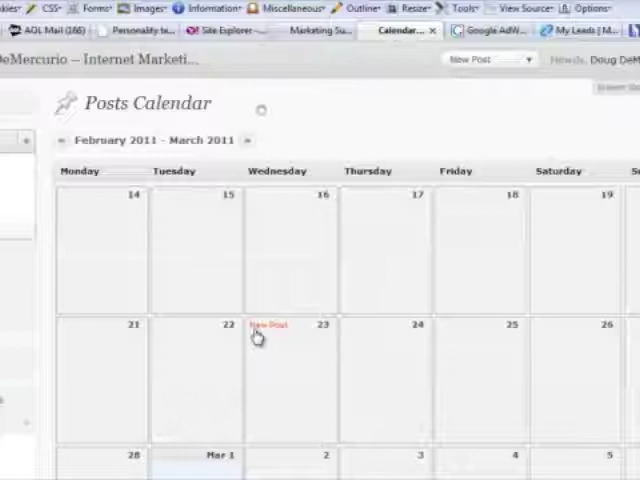 CSS Forms Images Information Miscellaneous Outline Resize Tools View Source Options
AOL Mail (166) Personality te... Site Explorer -... Marketing Su... Calendar... Google AdW... My Leads | M...
DeMercurio – Internet Marketi... New Post Howdy, Doug DeM
Posts Calendar
« February 2011 - March 2011 »
Monday Tuesday Wednesday Thursday Friday Saturday
14 15 16 17 18 19
21 22 New Post 23 24 25 26
28 Mar 1 2 3 4 5